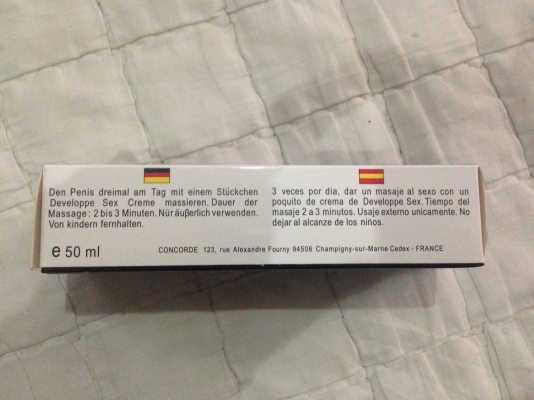 Den Penis dreimal am Tag mit einem Stückchen
Developpe Sex Creme massieren. Dauer der
Massage : 2 bis 3 Minuten. Nür äußerlich verwenden.
Von kindern fernhalten.
3 veces por dia, dar un masaje al sexo con un
poquito de crema de Developpe Sex. Tiempo del
masaje 2 a 3 minutos. Usaje externo unicamente. No
dejar al alcance de los niños.
e 50 ml
CONCORDE 123, rue Alexandre Fourny 94506 Champigny-sur-Marne Cedex - FRANCE